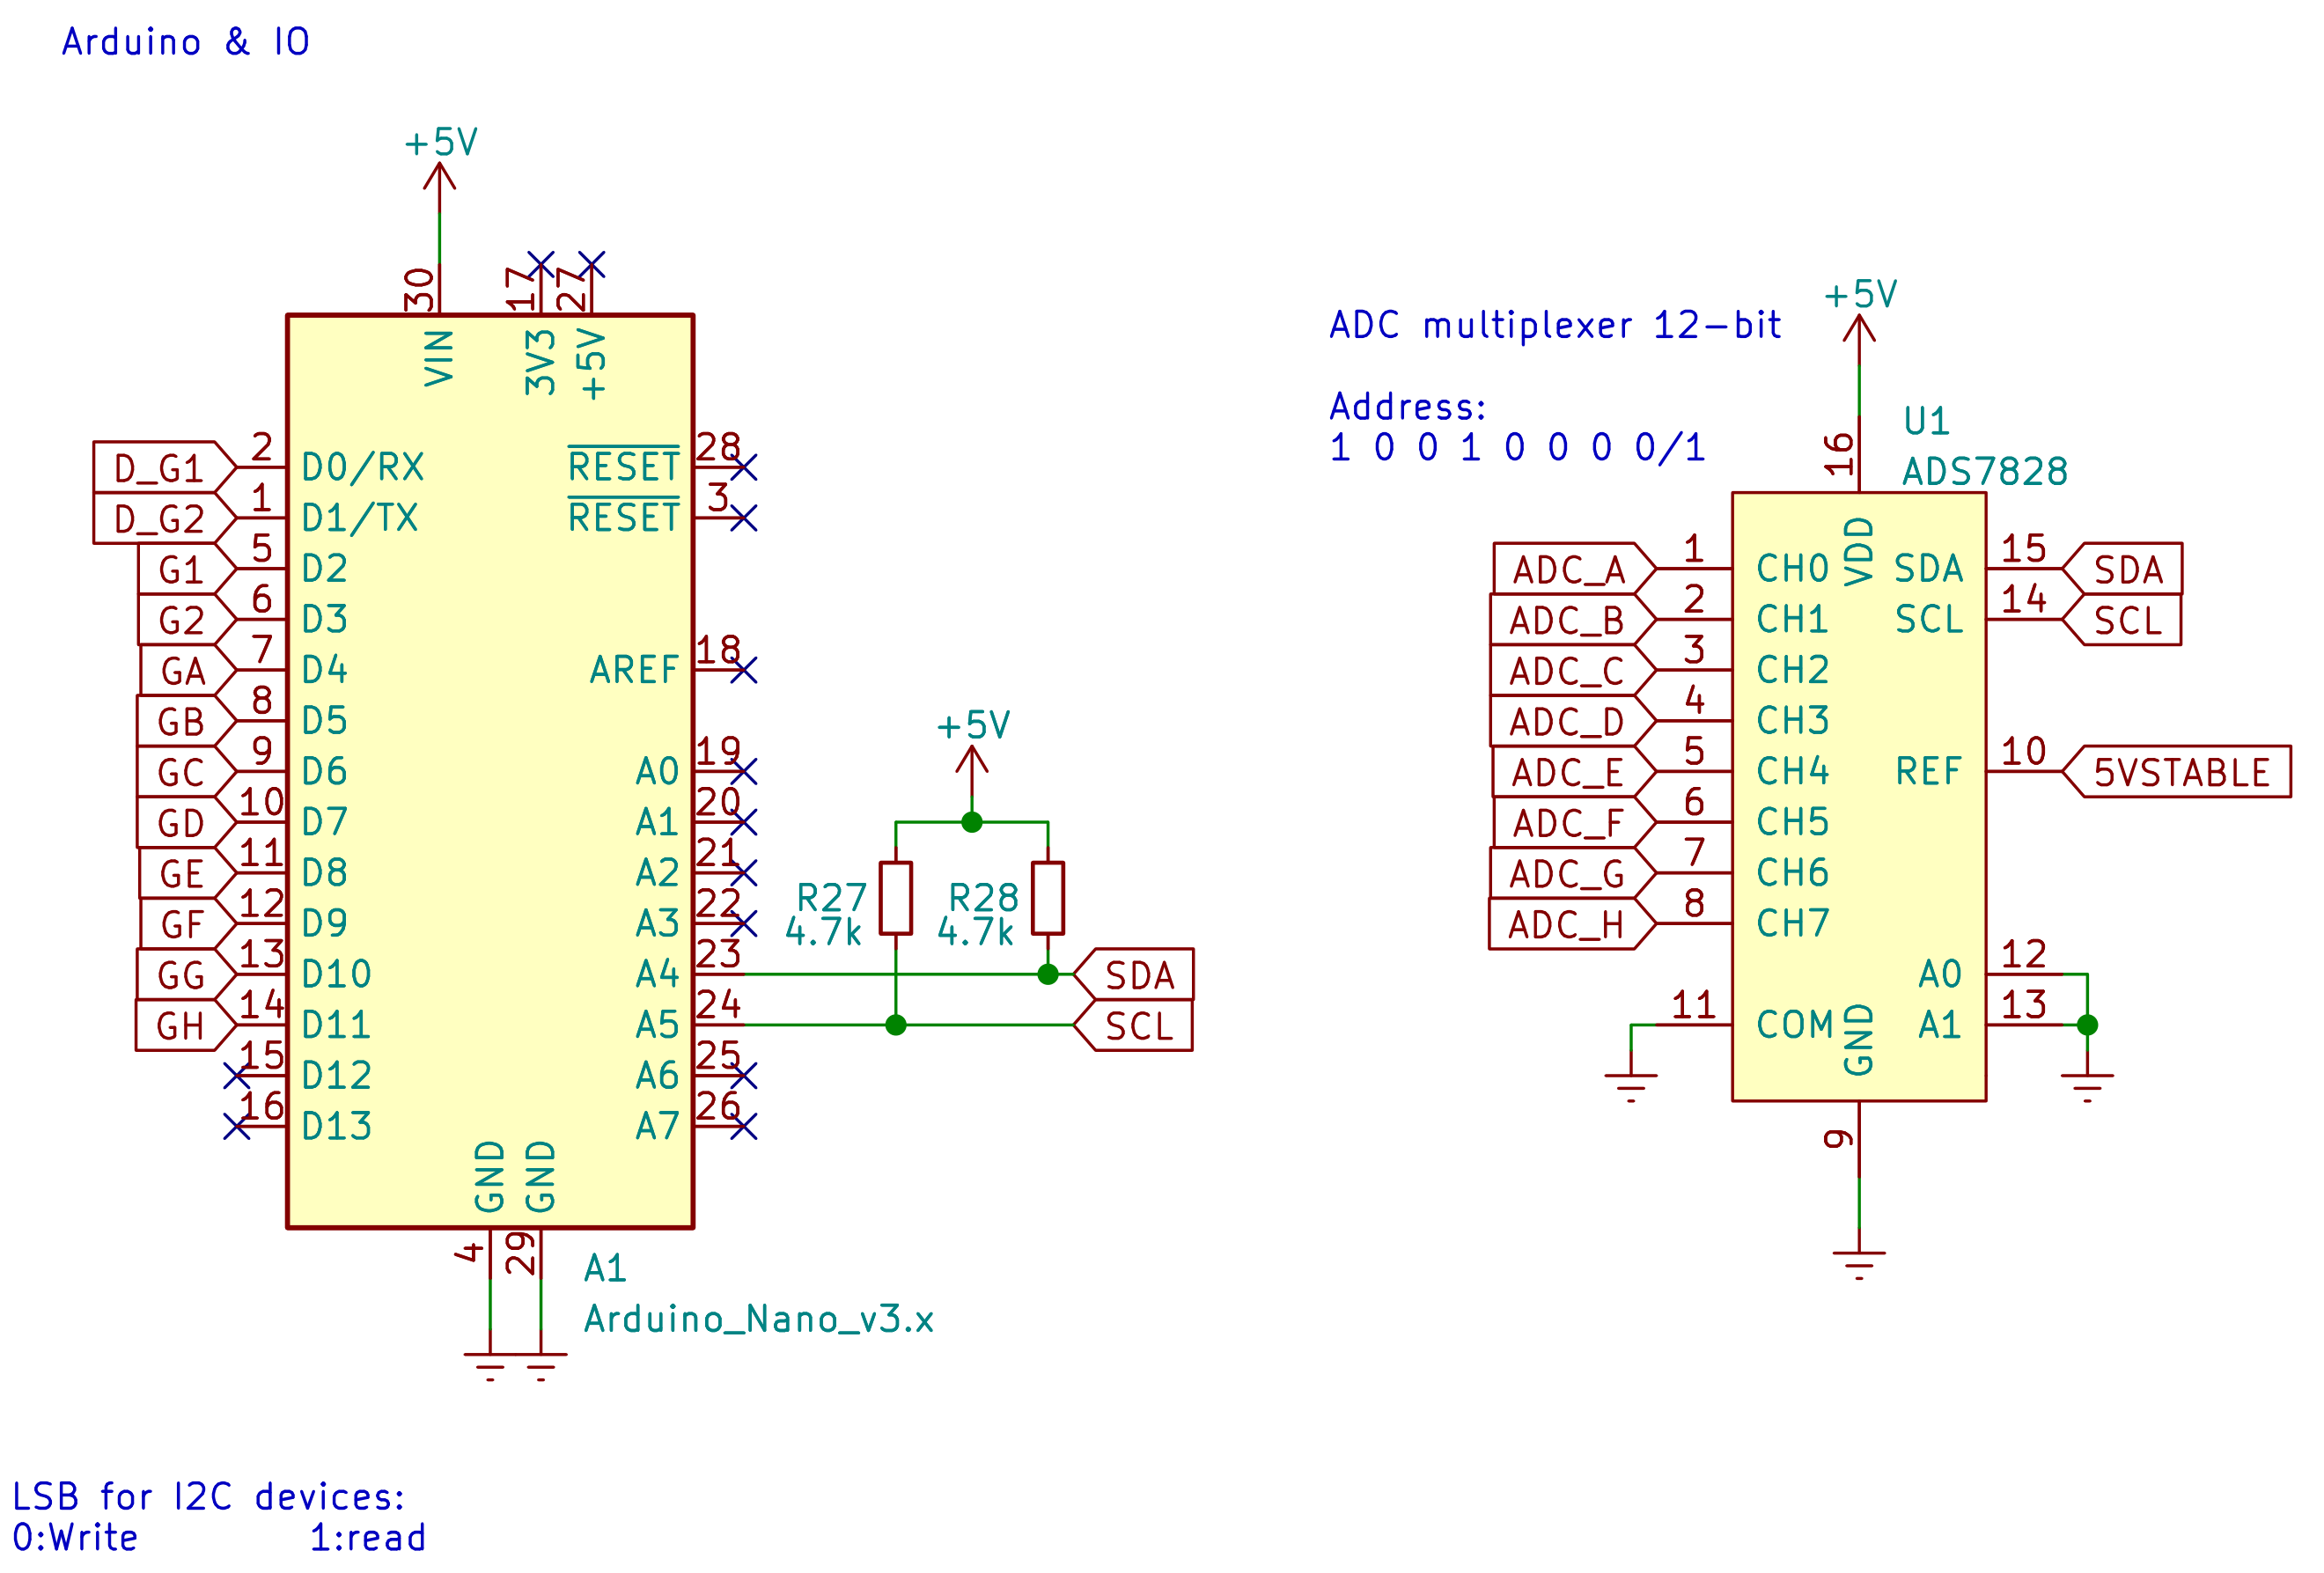 Arduino & IO
+5V
30
17
27
VIN
3V3
+5V
D_G1
2
D0/RX
RESET
28
D_G2
1
D1/TX
RESET
3
G1
5
D2
G2
6
D3
GA
7
D4
AREF
18
GB
8
D5
GC
9
D6
A0
19
GD
10
D7
A1
20
GE
11
D8
A2
21
GF
12
D9
A3
22
GG
13
D10
A4
23
GH
14
D11
A5
24
15
D12
A6
25
16
D13
A7
26
GND
GND
4
29
A1
Arduino_Nano_v3.x
+5V
R27
4.7k
R28
4.7k
SDA
SCL
ADC multiplexer 12-bit
Address:
1 0 0 1 0 0 0 0/1
+5V
16
U1
ADS7828
VDD
ADC_A
1
CH0
SDA
15
SDA
ADC_B
2
CH1
SCL
14
SCL
ADC_C
3
CH2
ADC_D
4
CH3
ADC_E
5
CH4
REF
10
5VSTABLE
ADC_F
6
CH5
ADC_G
7
CH6
ADC_H
8
CH7
A0
12
11
COM
GND
A1
13
9
LSB for I2C devices:
0:Write 1:read